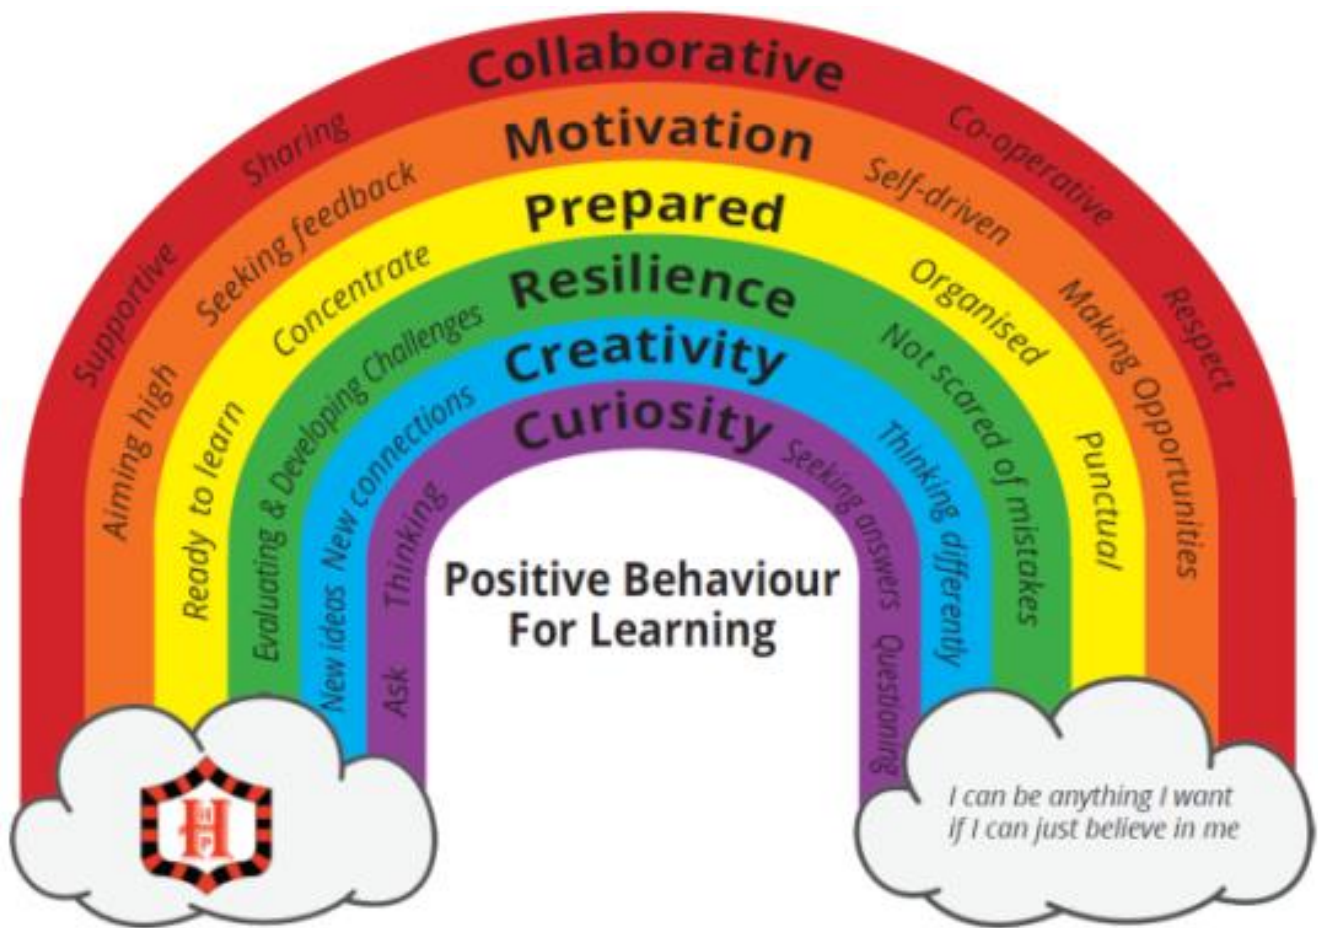 Collaborative
Supportive
Sharing
Co-operative
Respect
Motivation
Aiming high
Seeking feedback
Self-driven
Making Opportunities
Prepared
Ready to learn
Concentrate
Organised
Punctual
Resilience
Evaluating & Developing Challenges
Not scared of mistakes
Creativity
New ideas
New connections
Thinking differently
Curiosity
Ask
Thinking
Seeking answers
Questioning
Positive Behaviour
For Learning
H
I can be anything I want
if I can just believe in me